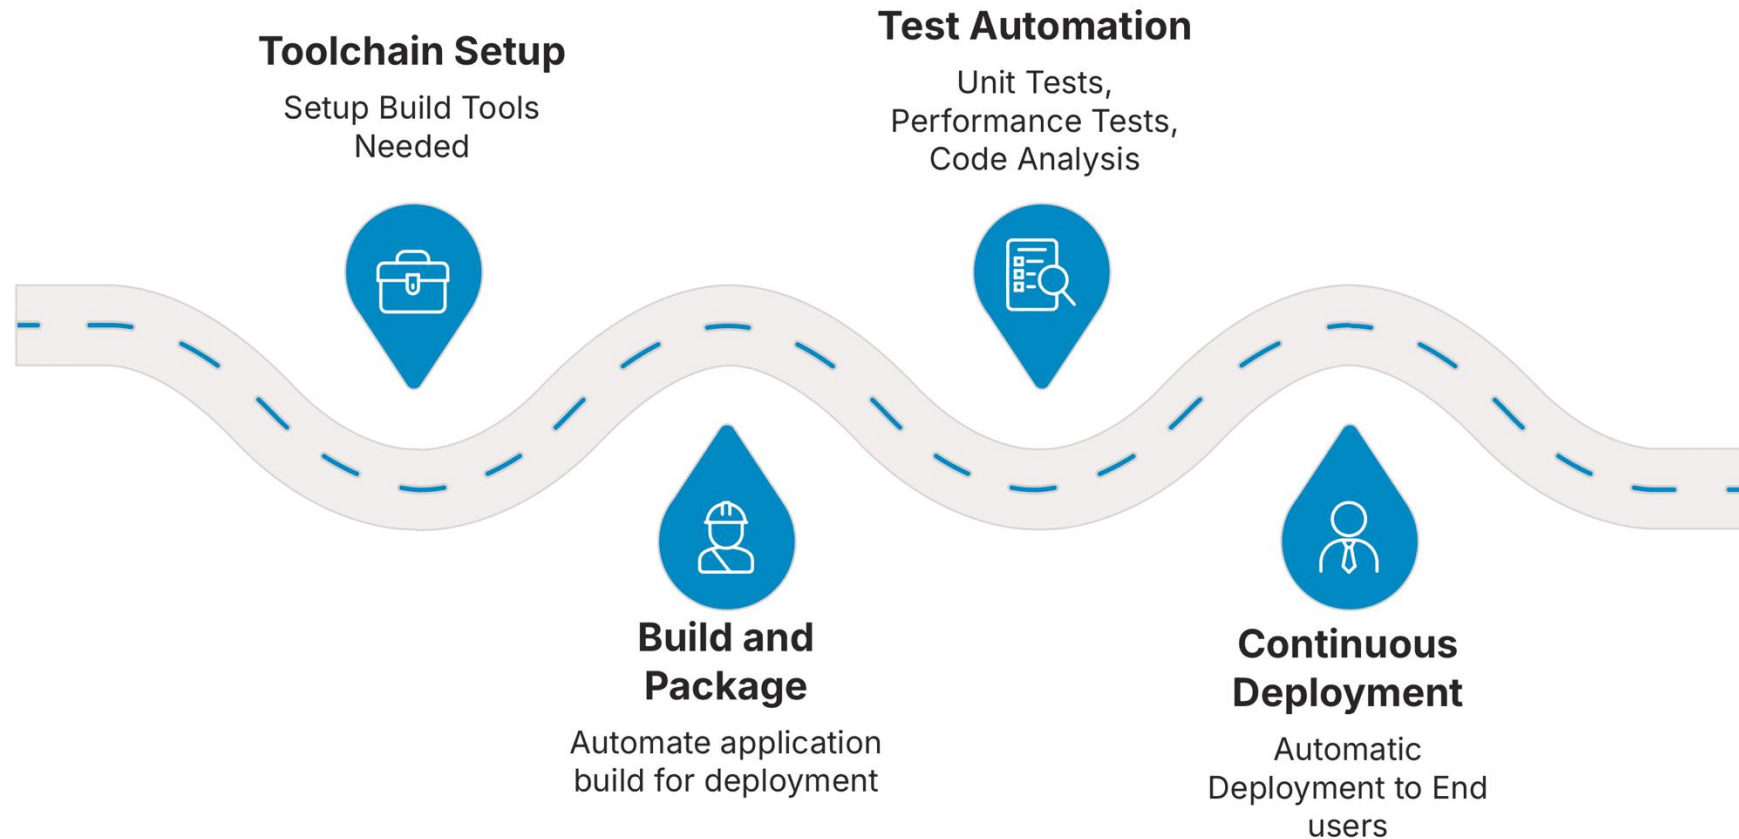 Toolchain Setup
Setup Build Tools
Needed
Build and
Package
Automate application
build for deployment
Test Automation
Unit Tests,
Performance Tests,
Code Analysis
Continuous
Deployment
Automatic
Deployment to End
users